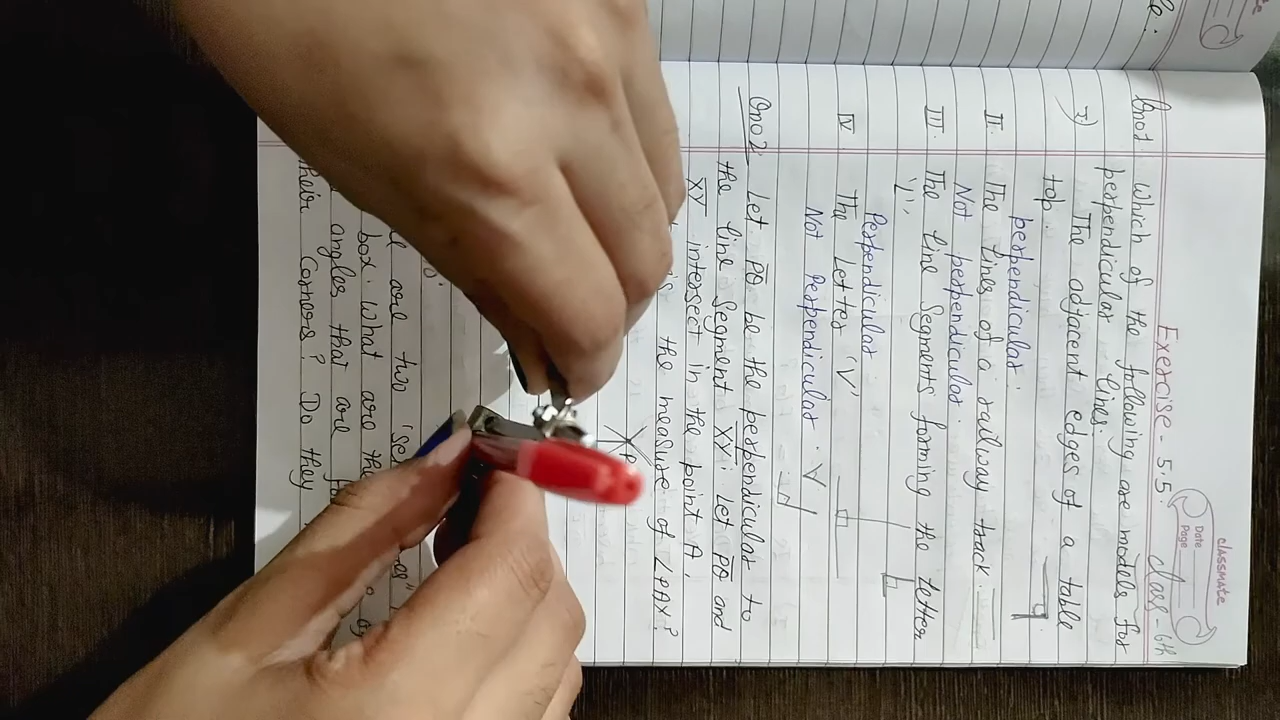 classmate
Date
Page
Exercise - 5.5. Class - 6th
Qno1 Which of the following are models for
perpendicular lines.
I) The adjacent edges of a table
top.
perpendicular.
II. The lines of a railway track.
Not perpendicular.
III. The line Segments forming the letter
'L',
Perpendicular
IV The Letter 'V'
Not Perpendicular. V
Qno2. Let PQ be the perpendicular to
the line Segment XY. Let PQ and
XY intersect in the point A.
is the measure of ∠PAX?
are two 'se
box. What are the
angles that are
their Corners? Do they